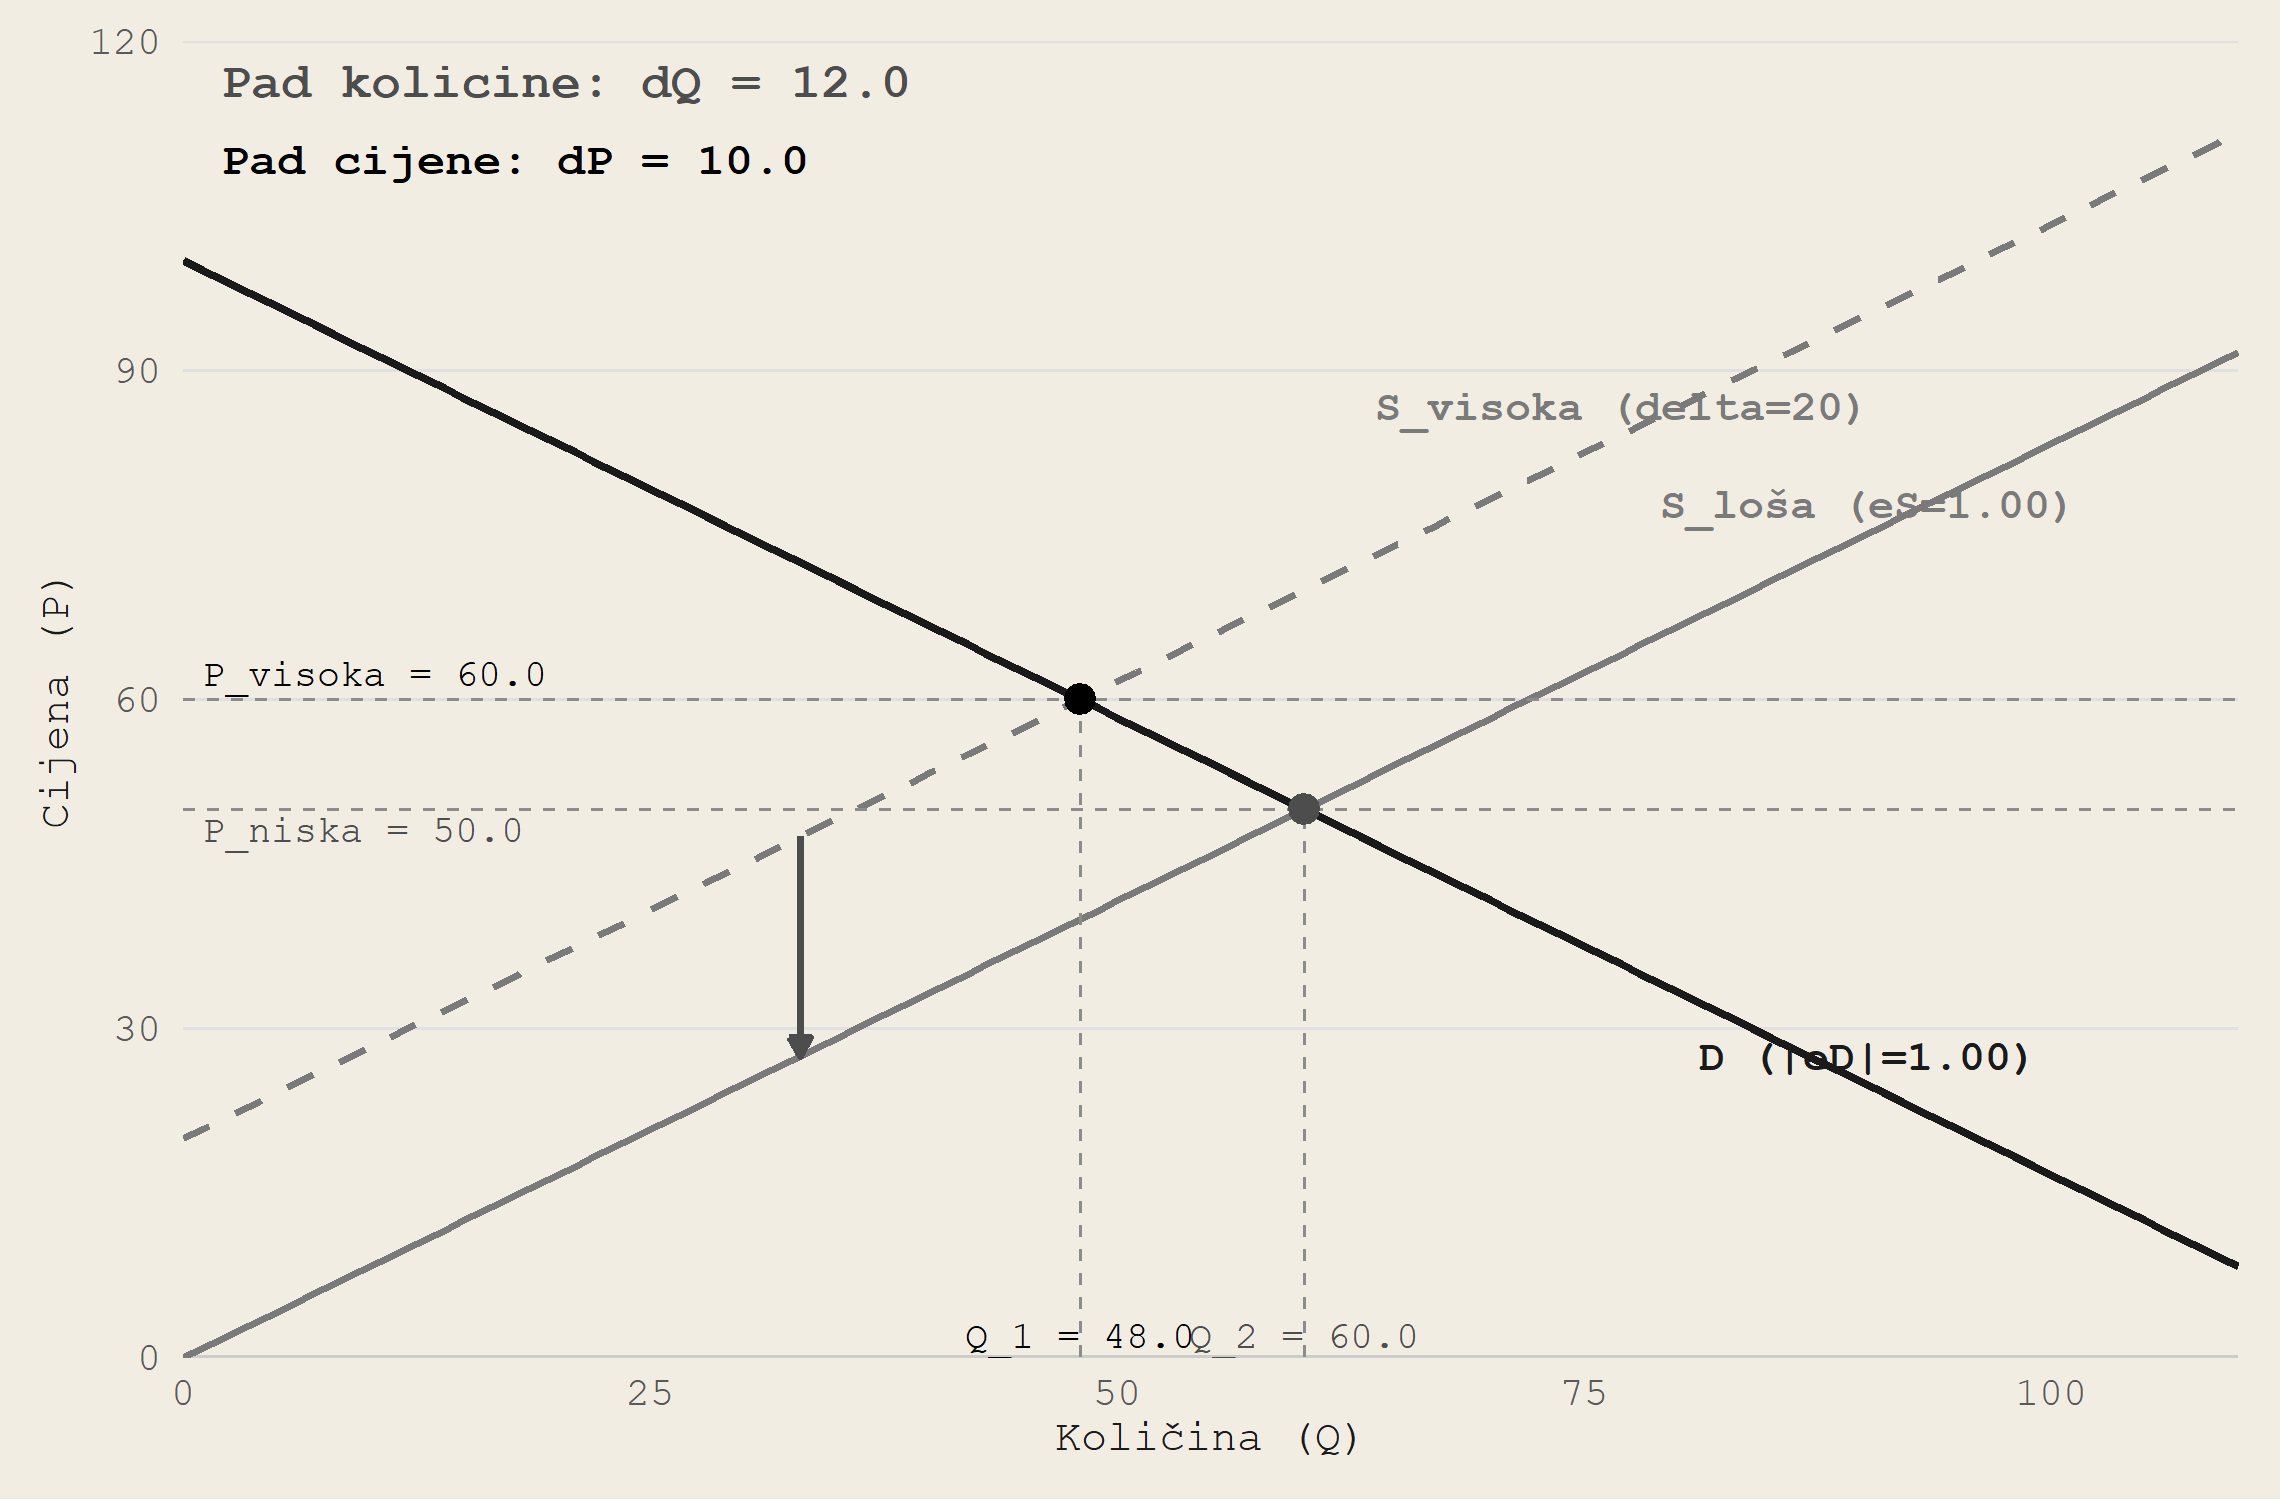 120
Pad kolicine: dQ = 12.0
Pad cijene: dP = 10.0
90
S_visoka (delta=20)
S_loša (eS=1.00)
Cijena (P)
P_visoka = 60.0
60
P_niska = 50.0
30
D (|eD|=1.00)
Q_1 = 48.0
Q_2 = 60.0
0
0 25 50 75 100
Količina (Q)